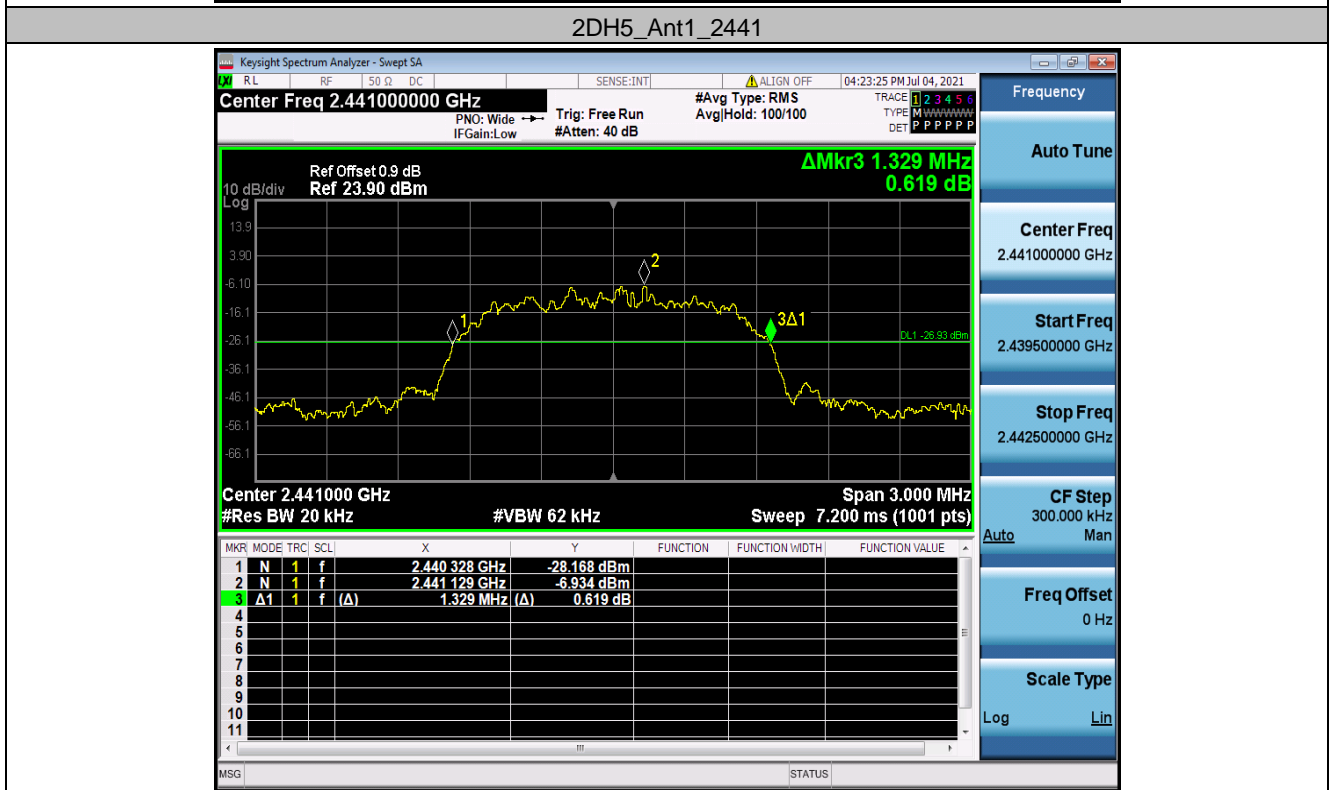 2DH5_Ant1_2441
Keysight Spectrum Analyzer - Swept SA
LXI RL RF 50 Ω DC SENSE:INT ALIGN OFF 04:23:25 PM Jul 04, 2021
Center Freq 2.441000000 GHz
PNO: Wide
IFGain:Low
Trig: Free Run
#Atten: 40 dB
#Avg Type: RMS
Avg|Hold: 100/100
TRACE 1 2 3 4 5 6
TYPE M WWWWW
DET P P P P P P
ΔMkr3 1.329 MHz
0.619 dB
Ref Offset 0.9 dB
10 dB/div Ref 23.90 dBm
Log
13.9
3.90
-6.10
-16.1
-26.1
-36.1
-46.1
-56.1
-66.1
1
2
3Δ1
DL1 -26.93 dBm
Center 2.441000 GHz Span 3.000 MHz
#Res BW 20 kHz #VBW 62 kHz Sweep 7.200 ms (1001 pts)
MKR MODE TRC SCL X Y FUNCTION FUNCTION WIDTH FUNCTION VALUE
1 N 1 f 2.440 328 GHz -28.168 dBm
2 N 1 f 2.441 129 GHz -6.934 dBm
3 Δ1 1 f (Δ) 1.329 MHz (Δ) 0.619 dB
4
5
6
7
8
9
10
11
MSG STATUS
Frequency
Auto Tune
Center Freq
2.441000000 GHz
Start Freq
2.439500000 GHz
Stop Freq
2.442500000 GHz
CF Step
300.000 kHz
Auto Man
Freq Offset
0 Hz
Scale Type
Log Lin